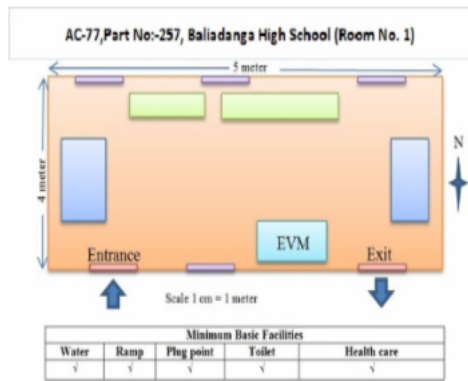 AC-77,Part No:-257, Baliadanga High School (Room No. 1)
5 meter
4 meter
N
EVM
Entrance
Exit
Scale 1 cm = 1 meter
Minimum Basic Facilities
Water Ramp Plug point Toilet Health care
√ √ √ √ √